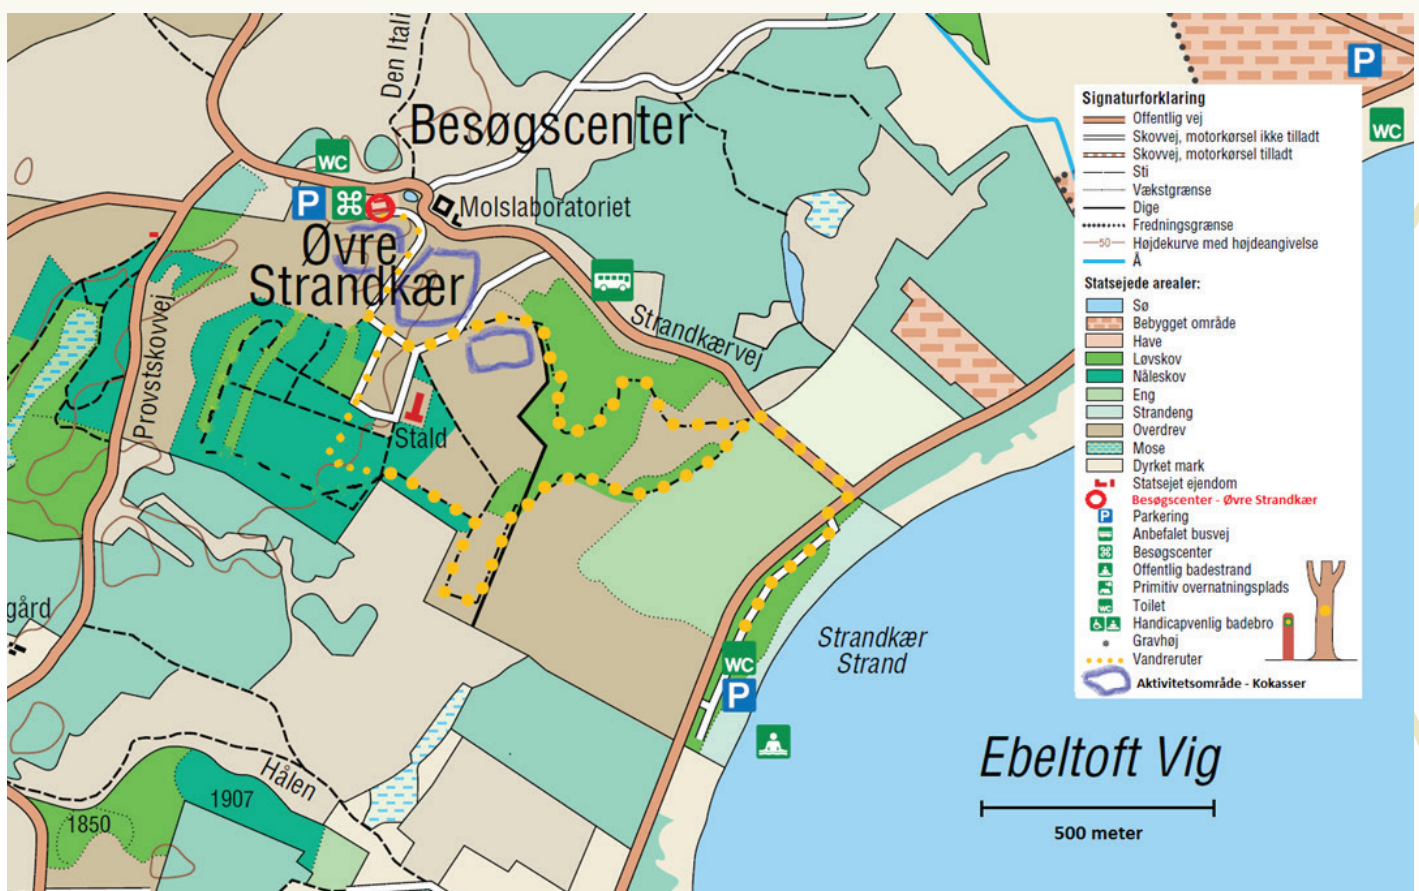 Den Itali
Besøgscenter
WC
P
Molslaboratoriet
Øvre
Strandkær
Provstskovvej
Strandkærvej
Stald
gård
Strandkær
Strand
WC
P
Hålen
1907
1850
Ebeltoft Vig
500 meter
P
WC
Signaturforklaring
Offentlig vej
Skovvej, motorkørsel ikke tilladt
Skovvej, motorkørsel tilladt
Sti
Vækstgrænse
Dige
Fredningsgrænse
50 Højdekurve med højdeangivelse
Å
Statsejede arealer:
Sø
Bebygget område
Have
Løvskov
Nåleskov
Eng
Strandeng
Overdrev
Mose
Dyrket mark
Statsejet ejendom
Besøgscenter - Øvre Strandkær
P Parkering
Anbefalet busvej
Besøgscenter
Offentlig badestrand
Primitiv overnatningsplads
WC Toilet
Handicapvenlig badebro
Gravhøj
Vandreruter
Aktivitetsområde - Kokasser